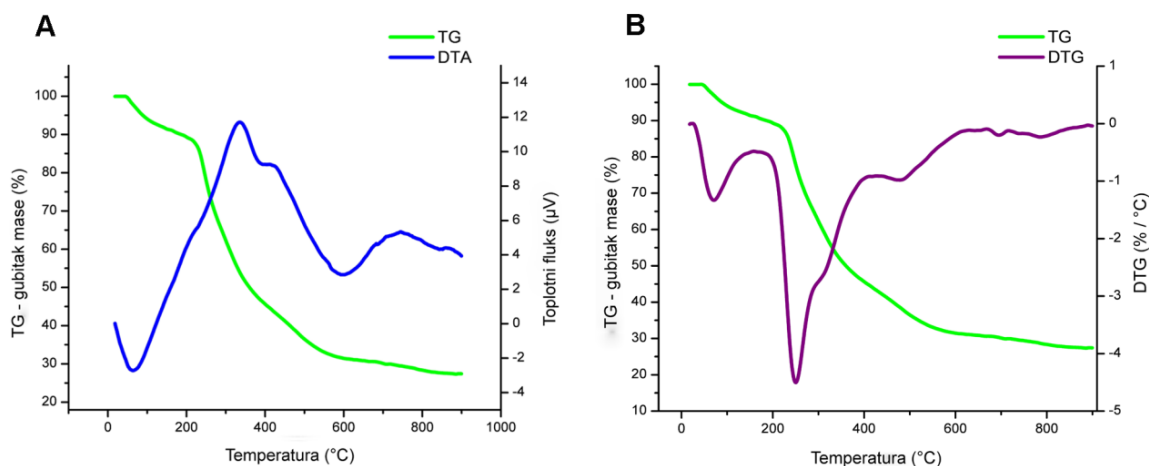 A
TG
DTA
TG - gubitak mase (%)
100
90
80
70
60
50
40
30
20
14
12
10
8
6
4
2
0
-2
-4
Toplotni fluks (µV)
0 200 400 600 800 1000
Temperatura (°C)
B
TG
DTG
TG - gubitak mase (%)
100
90
80
70
60
50
40
30
20
10
1
0
-1
-2
-3
-4
-5
DTG (% / °C)
0 200 400 600 800
Temperatura (°C)